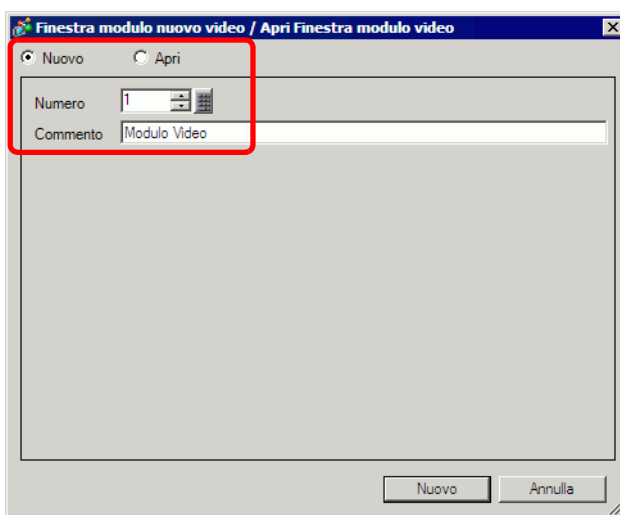 Finestra modulo nuovo video / Apri Finestra modulo video
Nuovo Apri
Numero 1
Commento Modulo Video
Nuovo Annulla